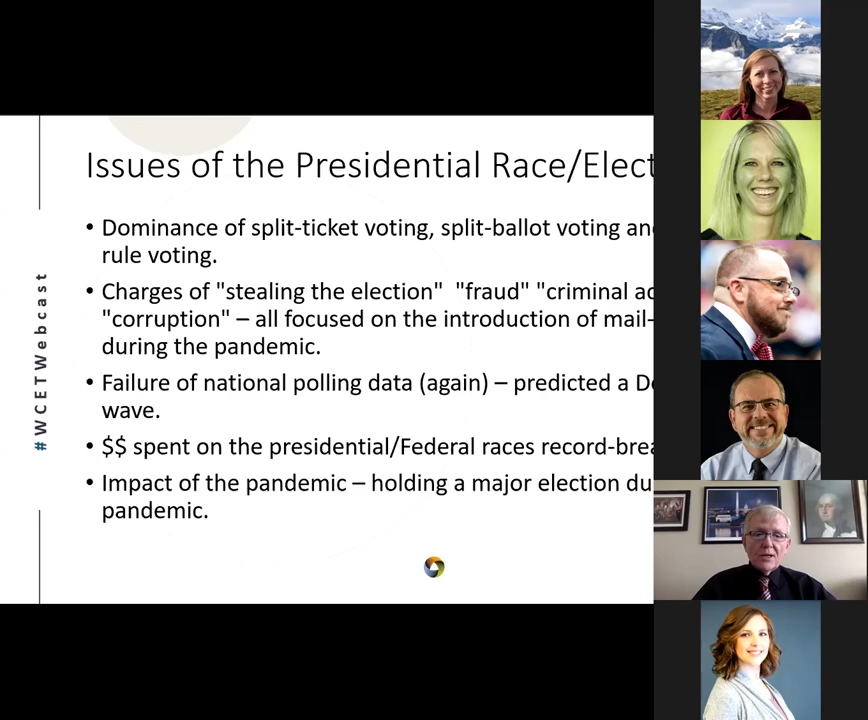 Issues of the Presidential Race/Elect
• Dominance of split-ticket voting, split-ballot voting an
rule voting.
• Charges of "stealing the election"  "fraud" "criminal ac
"corruption" – all focused on the introduction of mail-
during the pandemic.
• Failure of national polling data (again) – predicted a De
wave.
• $$ spent on the presidential/Federal races record-brea
• Impact of the pandemic – holding a major election du
pandemic.
#WCETWebcast